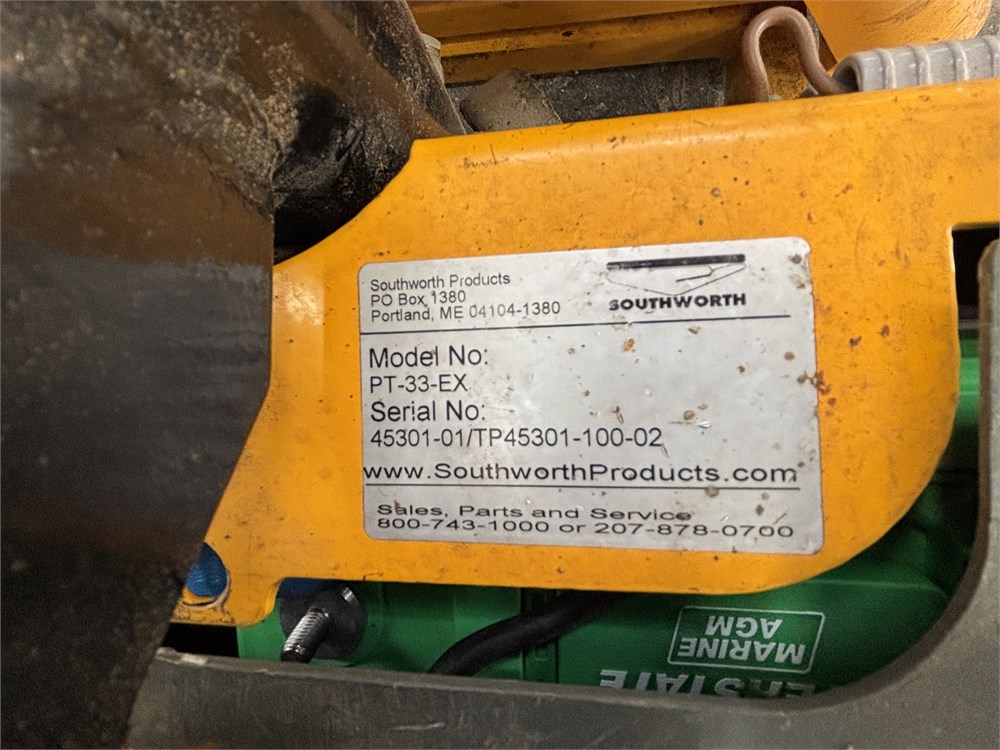 Southworth Products
PO Box 1380
Portland, ME 04104-1380
SOUTHWORTH
Model No:
PT-33-EX
Serial No:
45301-01/TP45301-100-02
www.SouthworthProducts.com
Sales, Parts and Service
800-743-1000 or 207-878-0700
MARINE
AGM